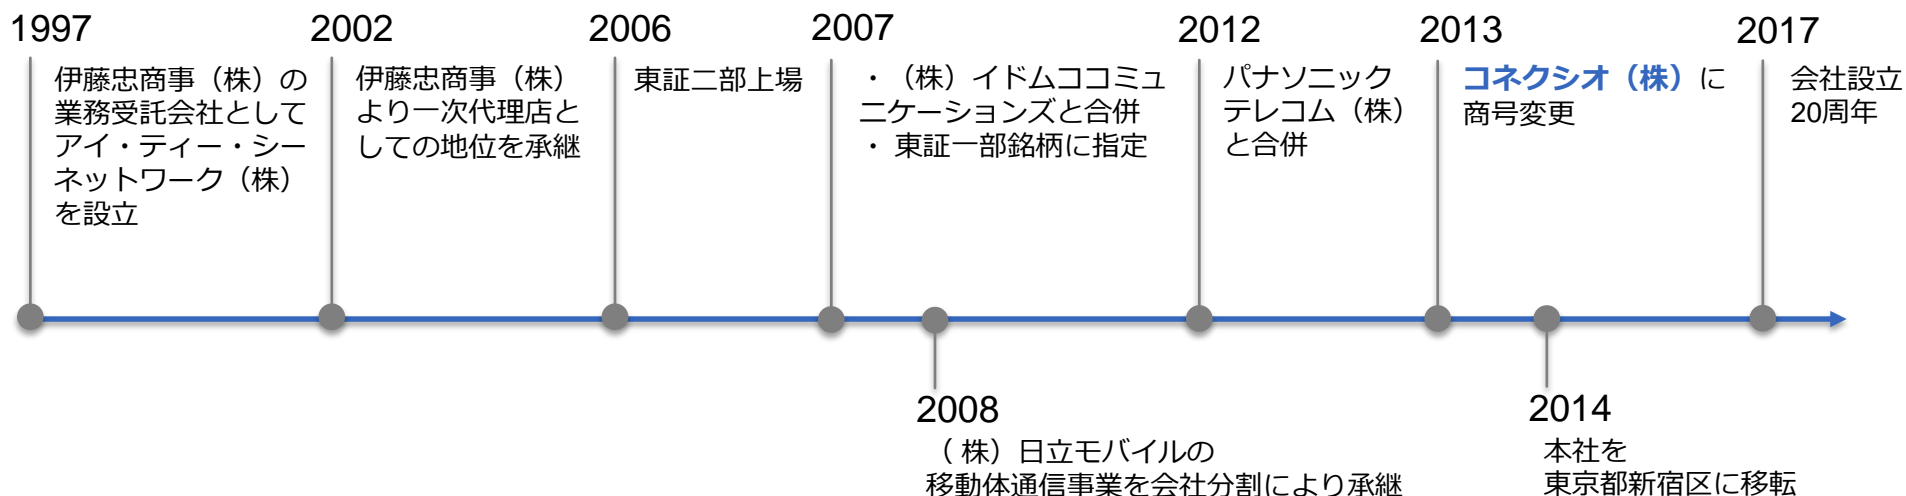 1997
伊藤忠商事（株）の
業務受託会社として
アイ・ティー・シー
ネットワーク（株）
を設立
2002
伊藤忠商事（株）
より一次代理店と
しての地位を承継
2006
東証二部上場
2007
・（株）イドムココミュ
ニケーションズと合併
・ 東証一部銘柄に指定
2008
（ 株）日立モバイルの
移動体通信事業を会社分割により承継
2012
パナソニック
テレコム（株）
と合併
2013
コネクシオ（株）に
商号変更
2014
本社を
東京都新宿区に移転
2017
会社設立
20周年